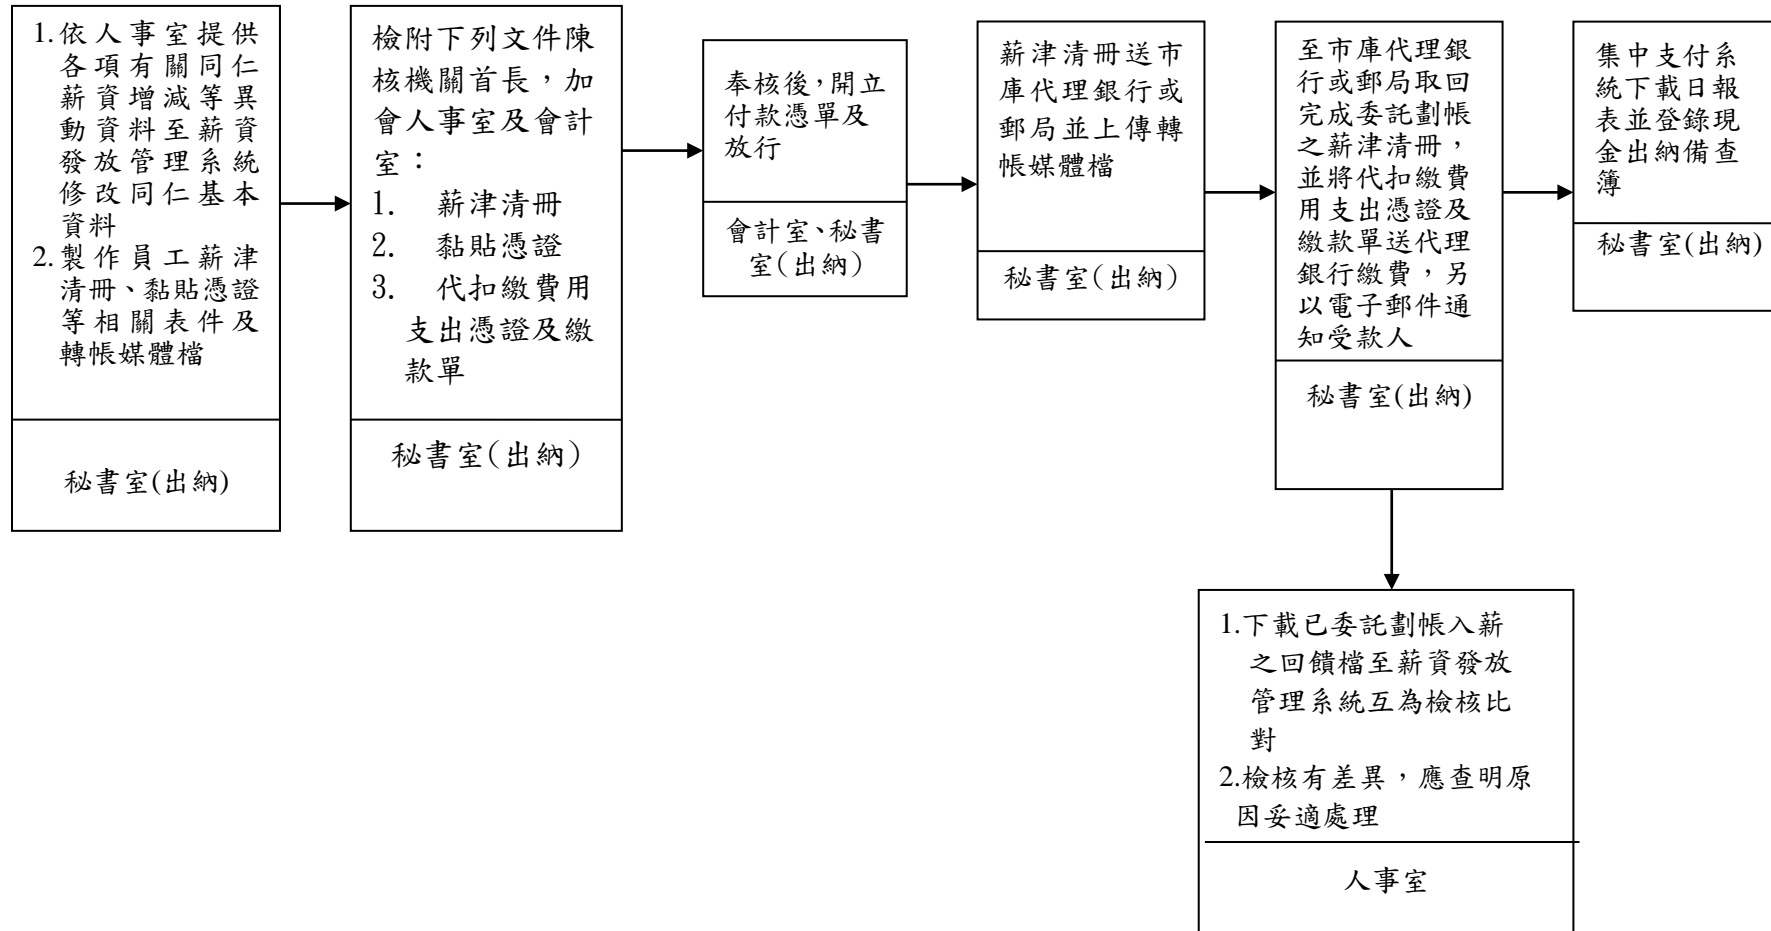 1.依人事室提供
各項有關同仁
薪資增減等異
動資料至薪資
發放管理系統
修改同仁基本
資料
2.製作員工薪津
清冊、黏貼憑證
等相關表件及
轉帳媒體檔
秘書室(出納)
檢附下列文件陳
核機關首長，加
會人事室及會計
室：
1. 薪津清冊
2. 黏貼憑證
3. 代扣繳費用
支出憑證及繳
款單
秘書室(出納)
奉核後，開立
付款憑單及
放行
會計室、秘書
室(出納)
薪津清冊送市
庫代理銀行或
郵局並上傳轉
帳媒體檔
秘書室(出納)
至市庫代理銀
行或郵局取回
完成委託劃帳
之薪津清冊，
並將代扣繳費
用支出憑證及
繳款單送代理
銀行繳費，另
以電子郵件通
知受款人
秘書室(出納)
集中支付系
統下載日報
表並登錄現
金出納備查
簿
秘書室(出納)
1.下載已委託劃帳入薪
之回饋檔至薪資發放
管理系統互為檢核比
對
2.檢核有差異，應查明原
因妥適處理
人事室